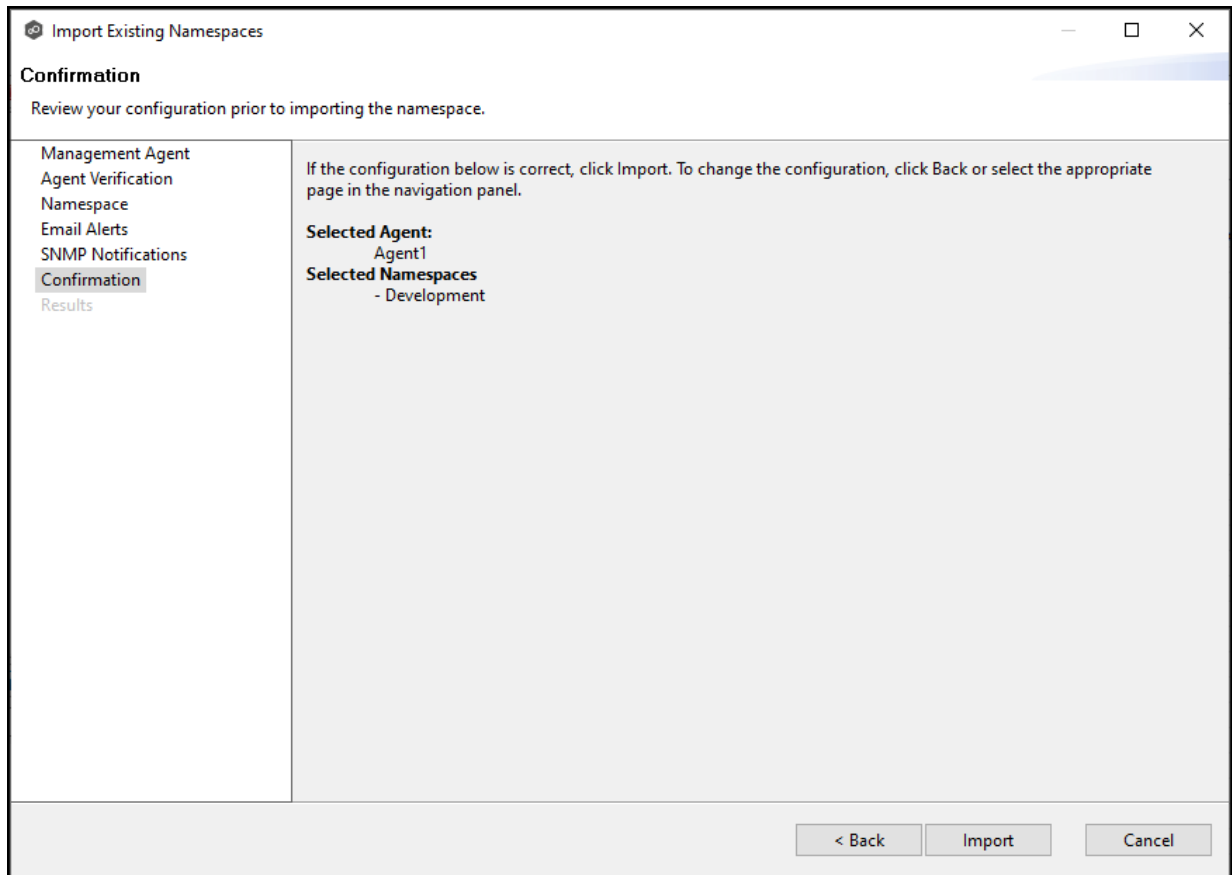 Import Existing Namespaces
Confirmation
Review your configuration prior to importing the namespace.
Management Agent
Agent Verification
Namespace
Email Alerts
SNMP Notifications
Confirmation
Results
If the configuration below is correct, click Import. To change the configuration, click Back or select the appropriate
page in the navigation panel.
Selected Agent:
Agent1
Selected Namespaces
- Development
< Back
Import
Cancel